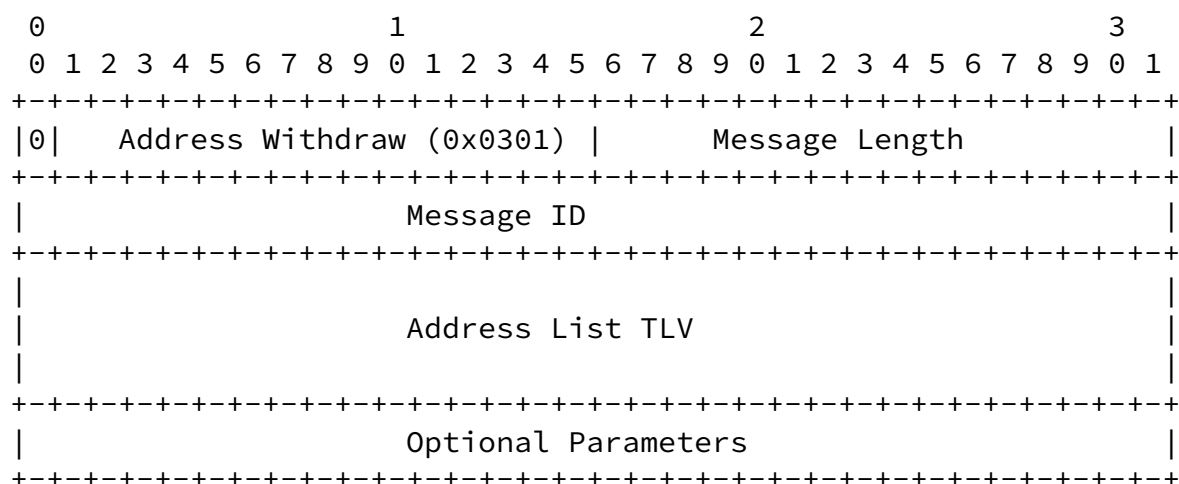 0                   1                   2                   3
 0 1 2 3 4 5 6 7 8 9 0 1 2 3 4 5 6 7 8 9 0 1 2 3 4 5 6 7 8 9 0 1
+-+-+-+-+-+-+-+-+-+-+-+-+-+-+-+-+-+-+-+-+-+-+-+-+-+-+-+-+-+-+-+-+
|0|   Address Withdraw (0x0301) |      Message Length           |
+-+-+-+-+-+-+-+-+-+-+-+-+-+-+-+-+-+-+-+-+-+-+-+-+-+-+-+-+-+-+-+-+
|                     Message ID                                |
+-+-+-+-+-+-+-+-+-+-+-+-+-+-+-+-+-+-+-+-+-+-+-+-+-+-+-+-+-+-+-+-+
|                                                               |
|                     Address List TLV                          |
|                                                               |
+-+-+-+-+-+-+-+-+-+-+-+-+-+-+-+-+-+-+-+-+-+-+-+-+-+-+-+-+-+-+-+-+
|                     Optional Parameters                       |
+-+-+-+-+-+-+-+-+-+-+-+-+-+-+-+-+-+-+-+-+-+-+-+-+-+-+-+-+-+-+-+-+